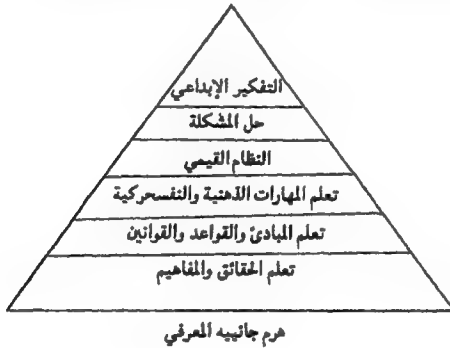 التفكير الإبداعي
حل المشكلة
النظام القيمي
تعلم المهارات الذهنية والنفسحركية
تعلم المبادئ والقواعد والقوانين
تعلم الحقائق والمفاهيم
هرم جانييه المعرفي